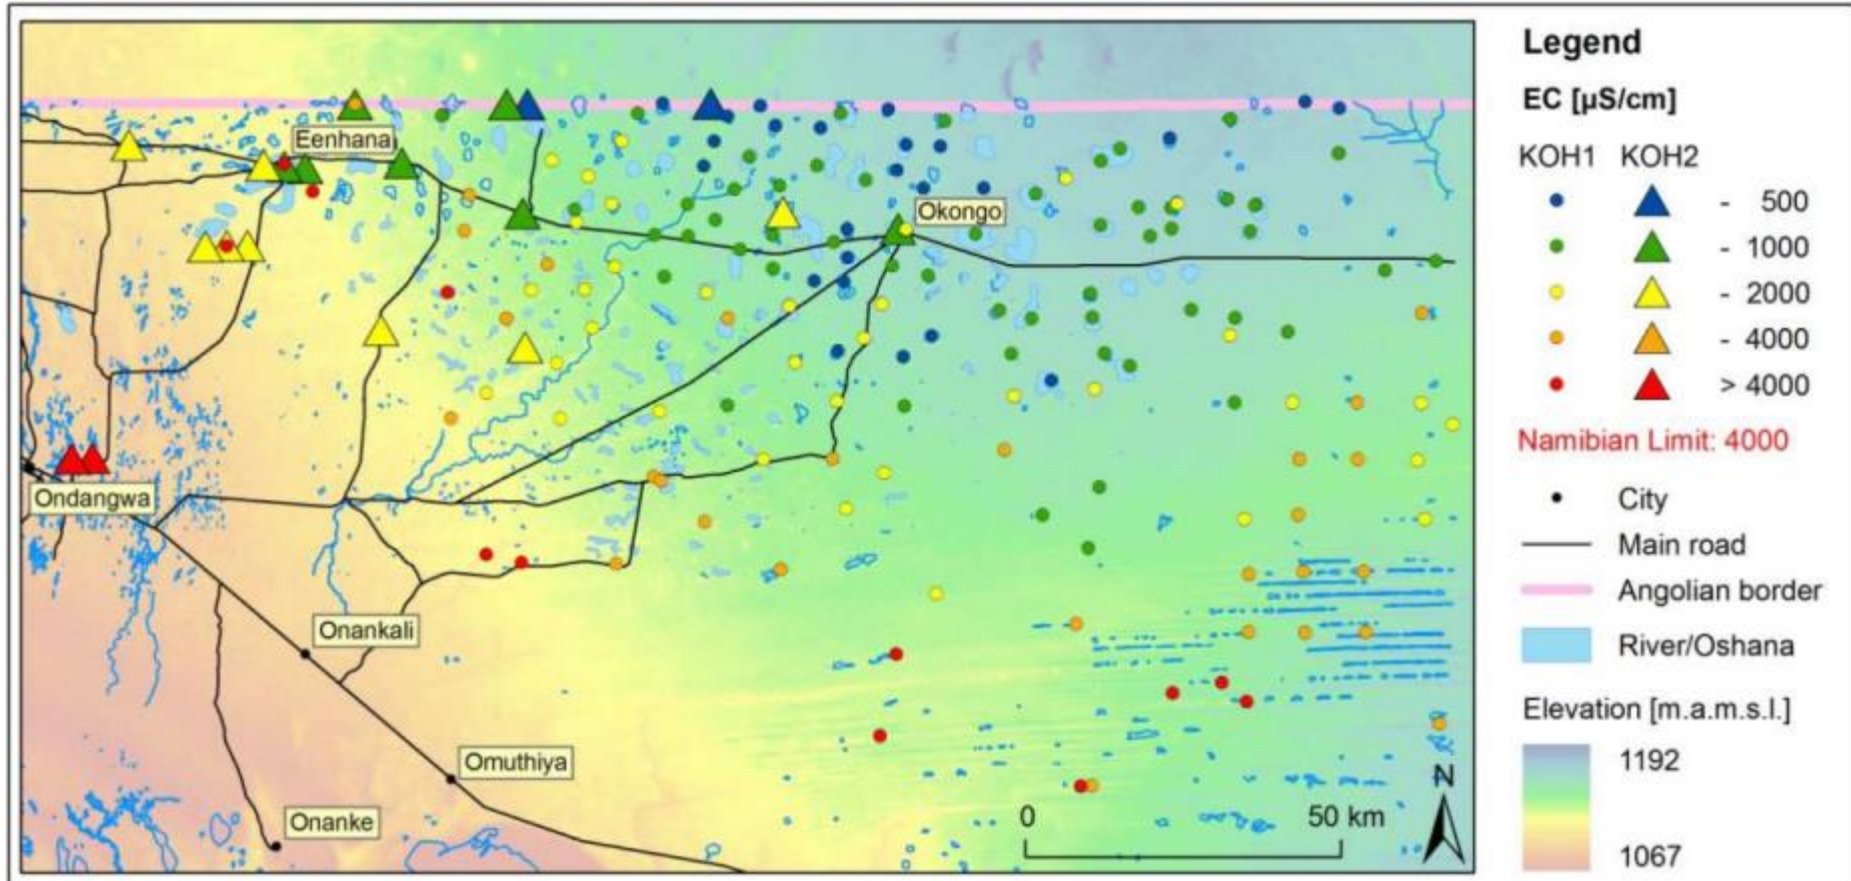 Eenhana
Okongo
Ondangwa
Onankali
Omuthiya
Onanke
0 50 km
N
Legend
EC [µS/cm]
KOH1 KOH2
- 500
- 1000
- 2000
- 4000
> 4000
Namibian Limit: 4000
City
Main road
Angolian border
River/Oshana
Elevation [m.a.m.s.l.]
1192
1067